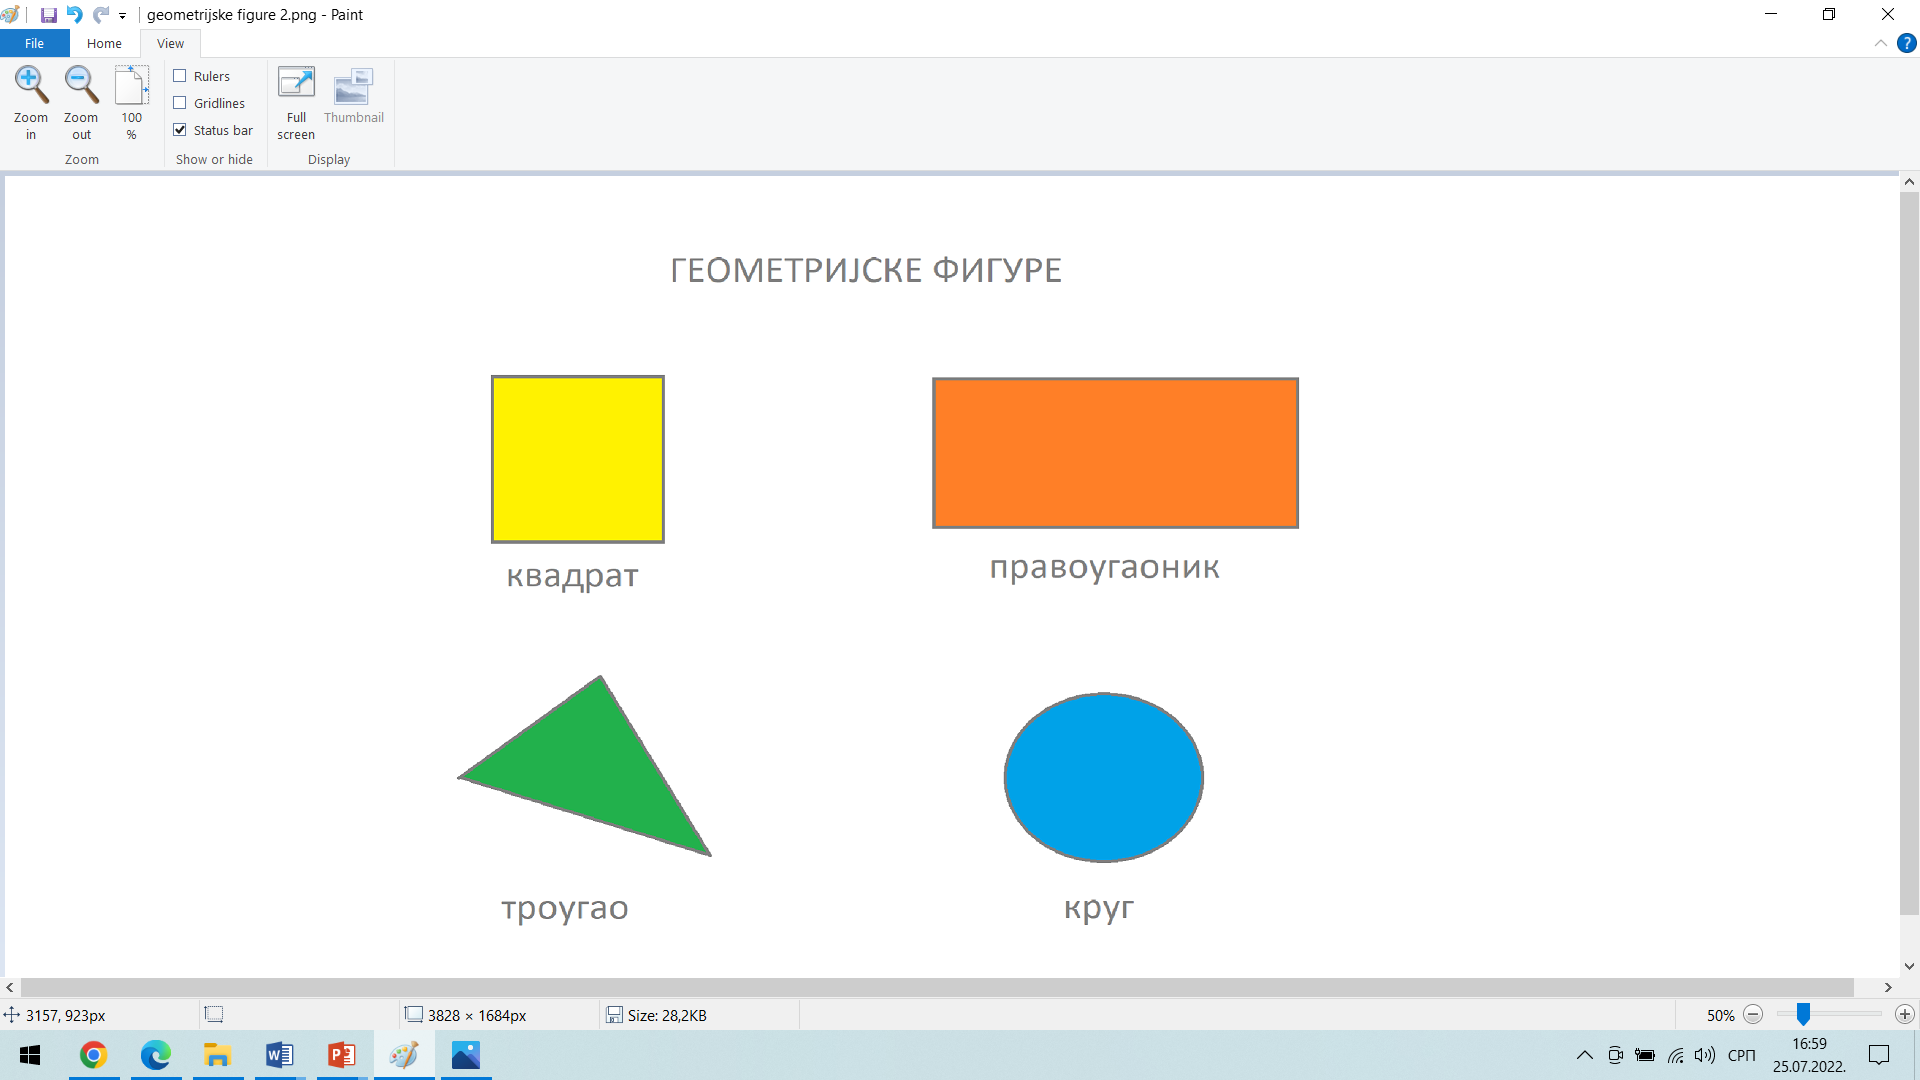 geometrijske figure 2.png - Paint
File Home View
Zoom in
Zoom out
100 %
Rulers
Gridlines
Status bar
Full screen
Thumbnail
Zoom
Show or hide
Display
ГЕОМЕТРИЈСКЕ ФИГУРЕ
квадрат
правоугаоник
троугао
круг
3157, 923px
3828 × 1684px
Size: 28,2KB
50%
СРП
16:59
25.07.2022.